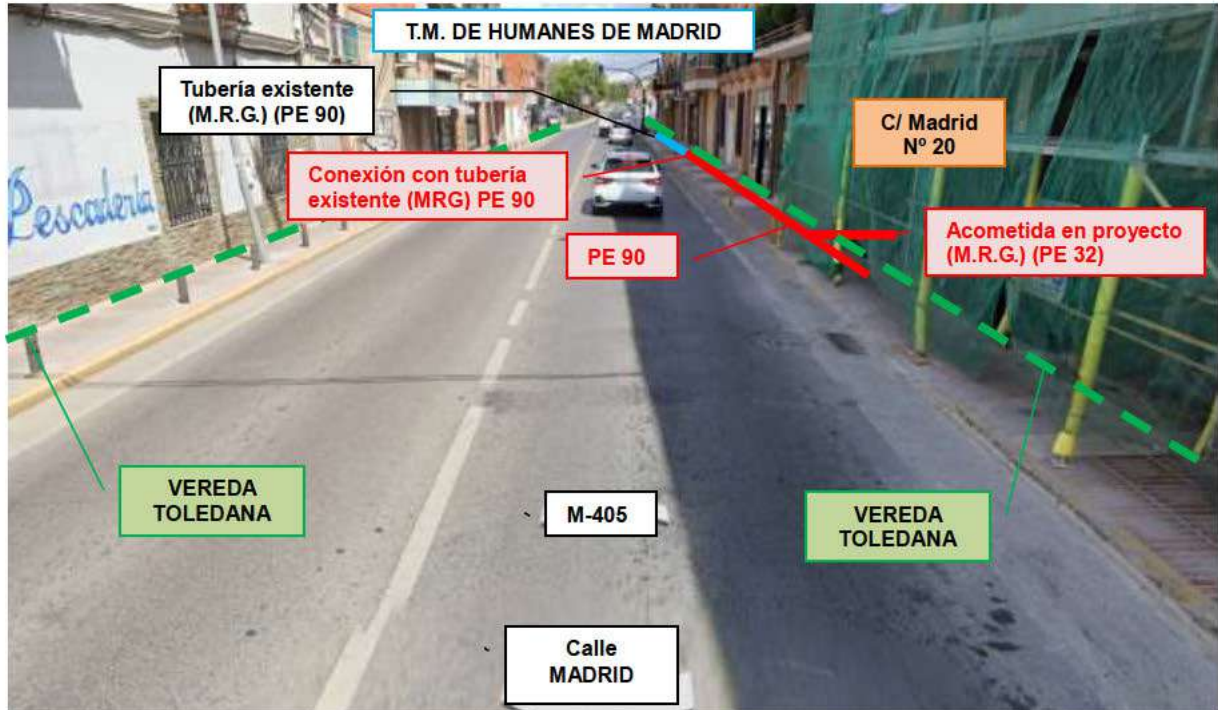 T.M. DE HUMANES DE MADRID
Tubería existente
(M.R.G.) (PE 90)
C/ Madrid
Nº 20
Conexión con tubería
existente (MRG) PE 90
Pescadería
PE 90
Acometida en proyecto
(M.R.G.) (PE 32)
VEREDA
TOLEDANA
M-405
VEREDA
TOLEDANA
Calle
MADRID